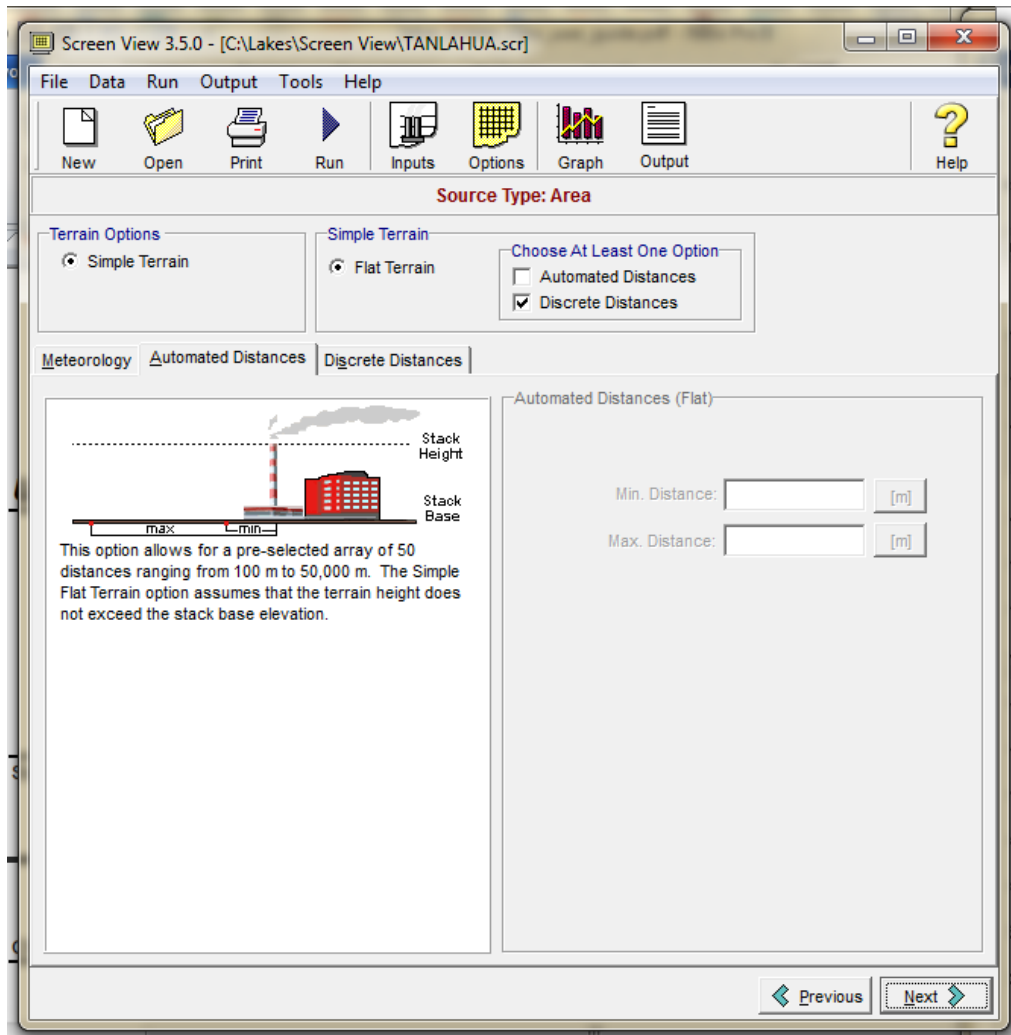 Screen View 3.5.0 - [C:\Lakes\Screen View\TANLAHUA.scr]
File Data Run Output Tools Help
New Open Print Run Inputs Options Graph Output Help
Source Type: Area
Terrain Options
Simple Terrain
Simple Terrain
Flat Terrain
Choose At Least One Option
Automated Distances
Discrete Distances
Meteorology Automated Distances Discrete Distances
Stack
Height
Stack
Base
max min
This option allows for a pre-selected array of 50
distances ranging from 100 m to 50,000 m. The Simple
Flat Terrain option assumes that the terrain height does
not exceed the stack base elevation.
Automated Distances (Flat)
Min. Distance: [m]
Max. Distance: [m]
Previous Next